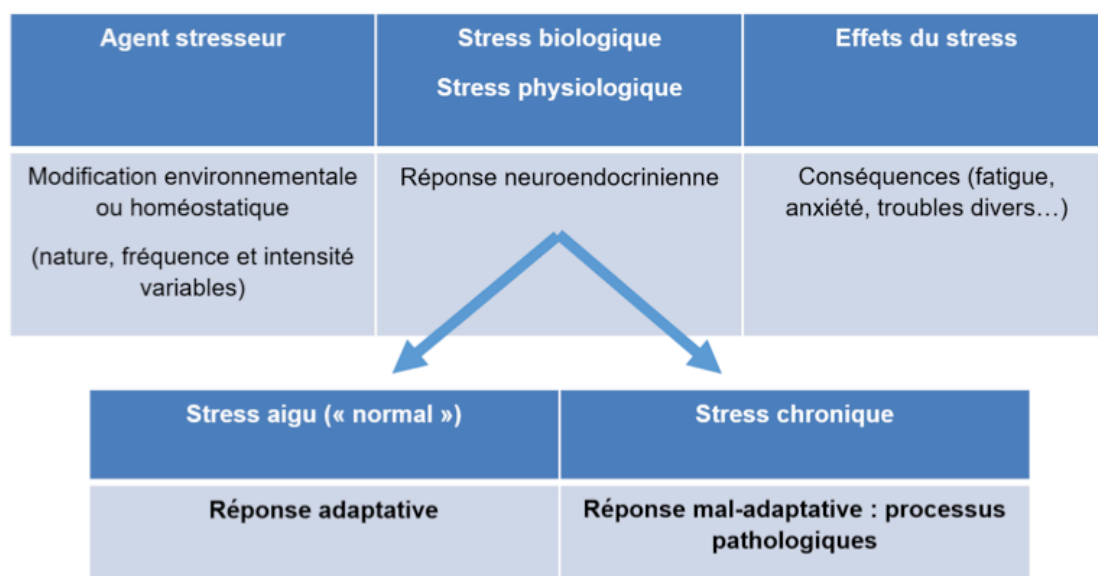 Agent stresseur
Stress biologique
Stress physiologique
Effets du stress
Modification environnementale
ou homéostatique
(nature, fréquence et intensité
variables)
Réponse neuroendocrinienne
Conséquences (fatigue,
anxiété, troubles divers…)
Stress aigu (« normal »)
Stress chronique
Réponse adaptative
Réponse mal-adaptative : processus
pathologiques